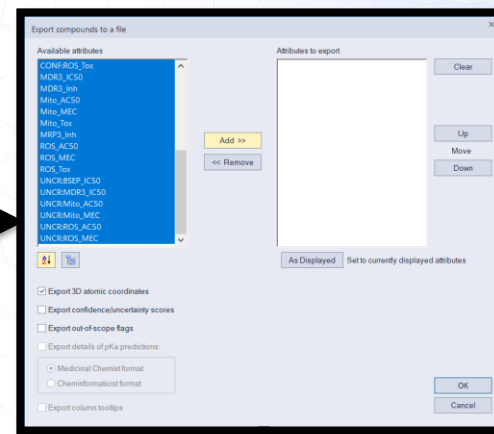 Export compounds to a file
Available attributes
CONF:ROS_Tox
MDR3_IC50
MDR3_Inh
Mito_AC50
Mito_MEC
Mito_Tox
MRP3_Inh
ROS_AC50
ROS_MEC
ROS_Tox
UNCR:BSEP_IC50
UNCR:MDR3_IC50
UNCR:Mito_AC50
UNCR:Mito_MEC
UNCR:ROS_AC50
UNCR:ROS_MEC
Add >>
<< Remove
Attributes to export
Clear
Up
Move
Down
As Displayed Set to currently displayed attributes
Export 3D atomic coordinates
Export confidence/uncertainty scores
Export out-of-scope flags
Export details of pKa predictions:
Medicinal Chemist format
Cheminformaticist format
Export column tooltips
OK
Cancel